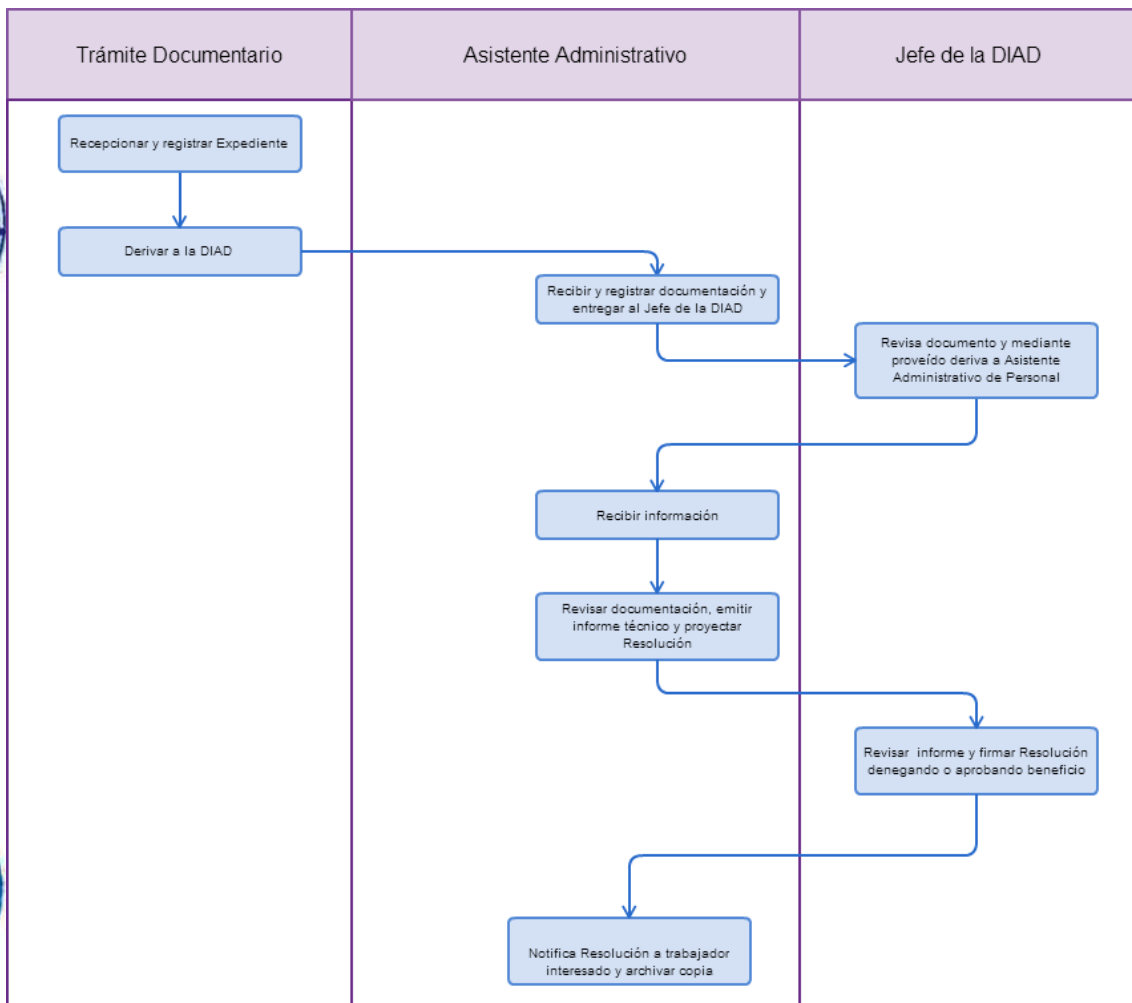 Trámite Documentario
Asistente Administrativo
Jefe de la DIAD
Recepcionar y registrar Expediente
Derivar a la DIAD
Recibir y registrar documentación y
entregar al Jefe de la DIAD
Revisa documento y mediante
proveído deriva a Asistente
Administrativo de Personal
Recibir información
Revisar documentación, emitir
informe técnico y proyectar
Resolución
Revisar informe y firmar Resolución
denegando o aprobando beneficio
Notifica Resolución a trabajador
interesado y archivar copia